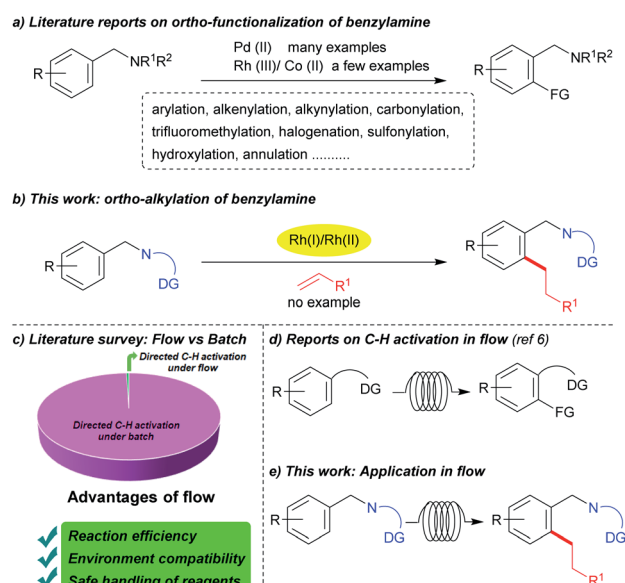 a) Literature reports on ortho-functionalization of benzylamine
Pd (II) many examples
Rh (III)/ Co (II) a few examples
R
NR¹R²
R
NR¹R²
FG
arylation, alkenylation, alkynylation, carbonylation,
trifluoromethylation, halogenation, sulfonylation,
hydroxylation, annulation ..........
b) This work: ortho-alkylation of benzylamine
R
N
DG
Rh(I)/Rh(II)
R¹
no example
R
N
DG
R¹
c) Literature survey: Flow vs Batch
Directed C-H activation
under flow
Directed C-H activation
under batch
Advantages of flow
Reaction efficiency
Environment compatibility
Safe handling of reagents
d) Reports on C-H activation in flow (ref 6)
R
DG
R
DG
FG
e) This work: Application in flow
R
N
DG
R
N
DG
R¹